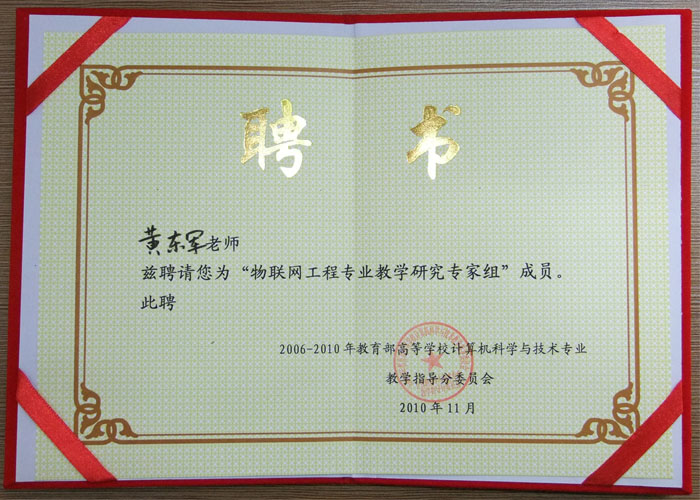 聘书
黄东军老师
兹聘请您为“物联网工程专业教学研究专家组”成员。
此聘
2006-2010年教育部高等学校计算机科学与技术专业
教学指导分委员会
2010年11月